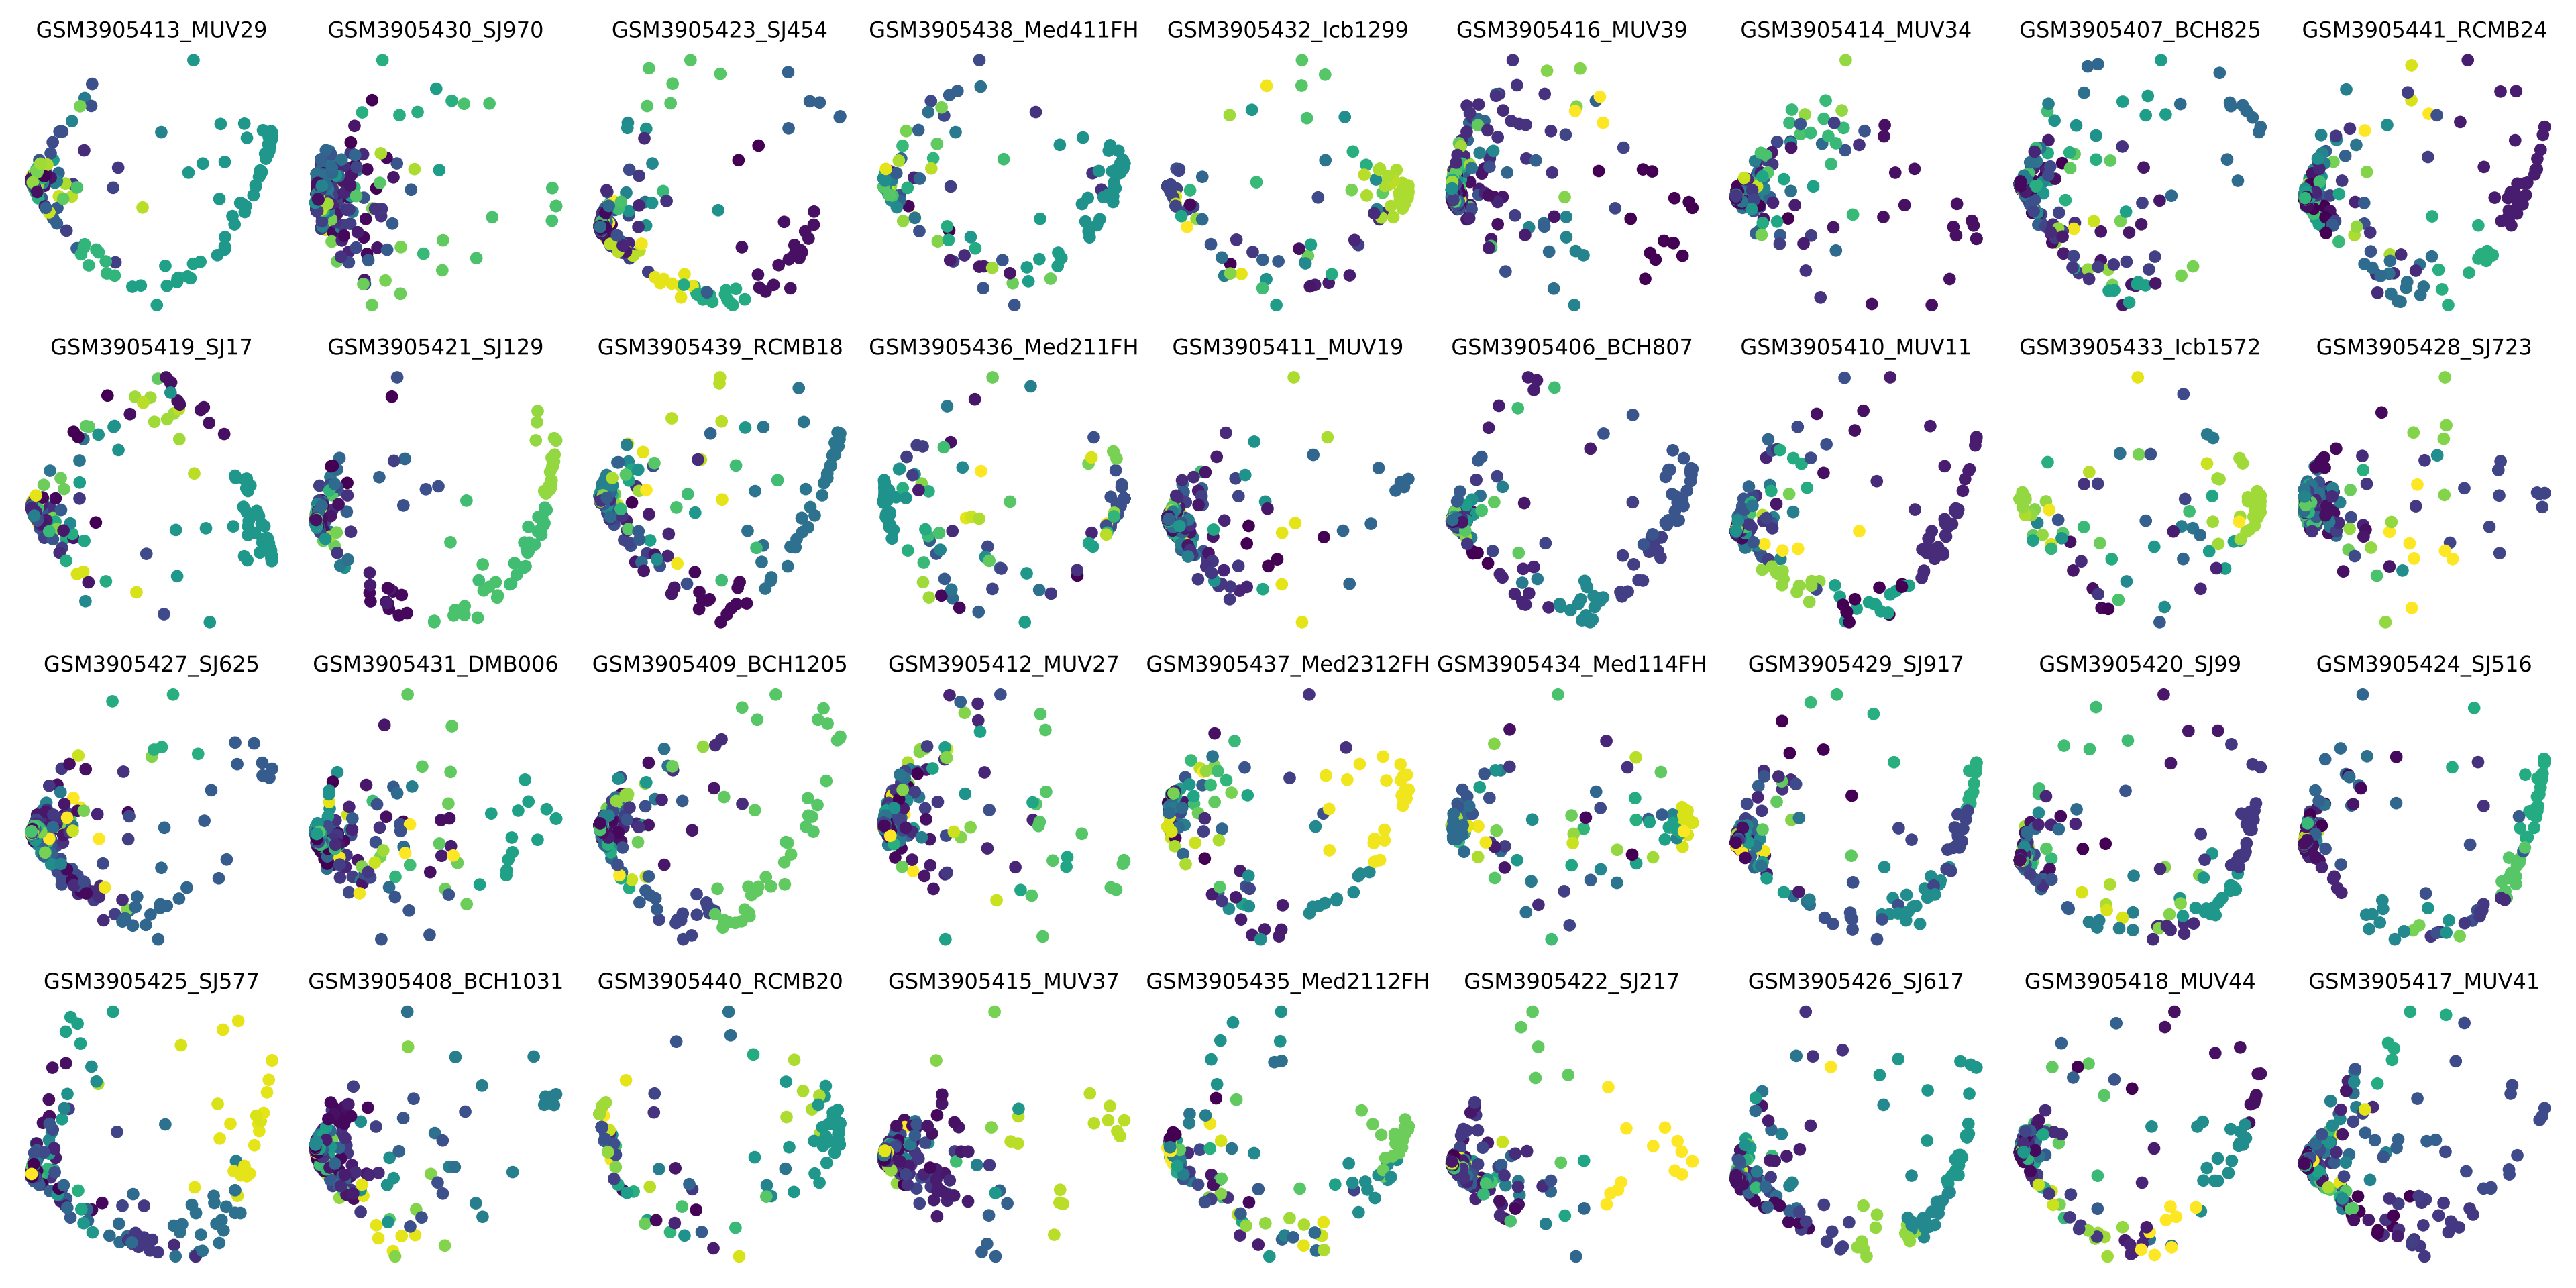 GSM3905413_MUV29
GSM3905430_SJ970
GSM3905423_SJ454
GSM3905438_Med411FH
GSM3905432_Icb1299
GSM3905416_MUV39
GSM3905414_MUV34
GSM3905407_BCH825
GSM3905441_RCMB24
GSM3905419_SJ17
GSM3905421_SJ129
GSM3905439_RCMB18
GSM3905436_Med211FH
GSM3905411_MUV19
GSM3905406_BCH807
GSM3905410_MUV11
GSM3905433_Icb1572
GSM3905428_SJ723
GSM3905427_SJ625
GSM3905431_DMB006
GSM3905409_BCH1205
GSM3905412_MUV27
GSM3905437_Med2312FH
GSM3905434_Med114FH
GSM3905429_SJ917
GSM3905420_SJ99
GSM3905424_SJ516
GSM3905425_SJ577
GSM3905408_BCH1031
GSM3905440_RCMB20
GSM3905415_MUV37
GSM3905435_Med2112FH
GSM3905422_SJ217
GSM3905426_SJ617
GSM3905418_MUV44
GSM3905417_MUV41